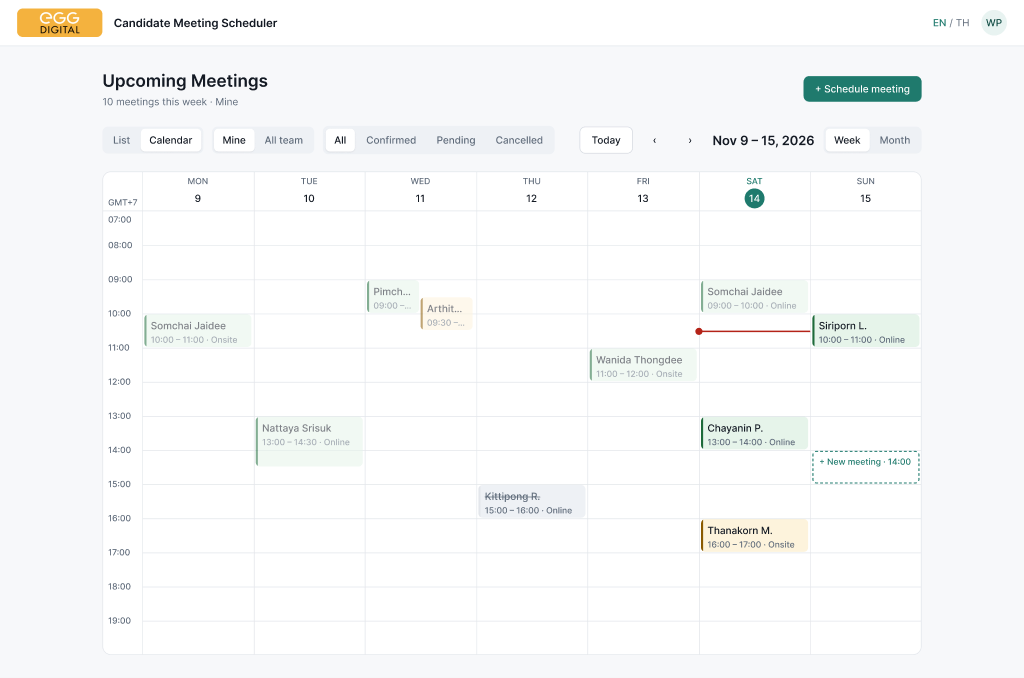 egg
DIGITAL
Candidate Meeting Scheduler
EN / TH
WP
Upcoming Meetings
10 meetings this week · Mine
+ Schedule meeting
List
Calendar
Mine
All team
All
Confirmed
Pending
Cancelled
Today
‹
›
Nov 9 – 15, 2026
Week
Month
GMT+7
MON
9
TUE
10
WED
11
THU
12
FRI
13
SAT
14
SUN
15
07:00
08:00
09:00
Pimch...
09:00 –...
Somchai Jaidee
09:00 – 10:00 · Online
Arthit...
09:30 –...
10:00
Somchai Jaidee
10:00 – 11:00 · Onsite
Siriporn L.
10:00 – 11:00 · Online
11:00
Wanida Thongdee
11:00 – 12:00 · Onsite
12:00
13:00
Nattaya Srisuk
13:00 – 14:30 · Online
Chayanin P.
13:00 – 14:00 · Online
14:00
+ New meeting · 14:00
15:00
Kittipong R.
15:00 – 16:00 · Online
16:00
Thanakorn M.
16:00 – 17:00 · Onsite
17:00
18:00
19:00